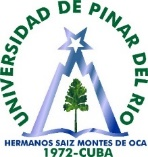 UNIVERSIDAD DE PINAR DEL RIO
HERMANOS SAIZ MONTES DE OCA
1972-CUBA